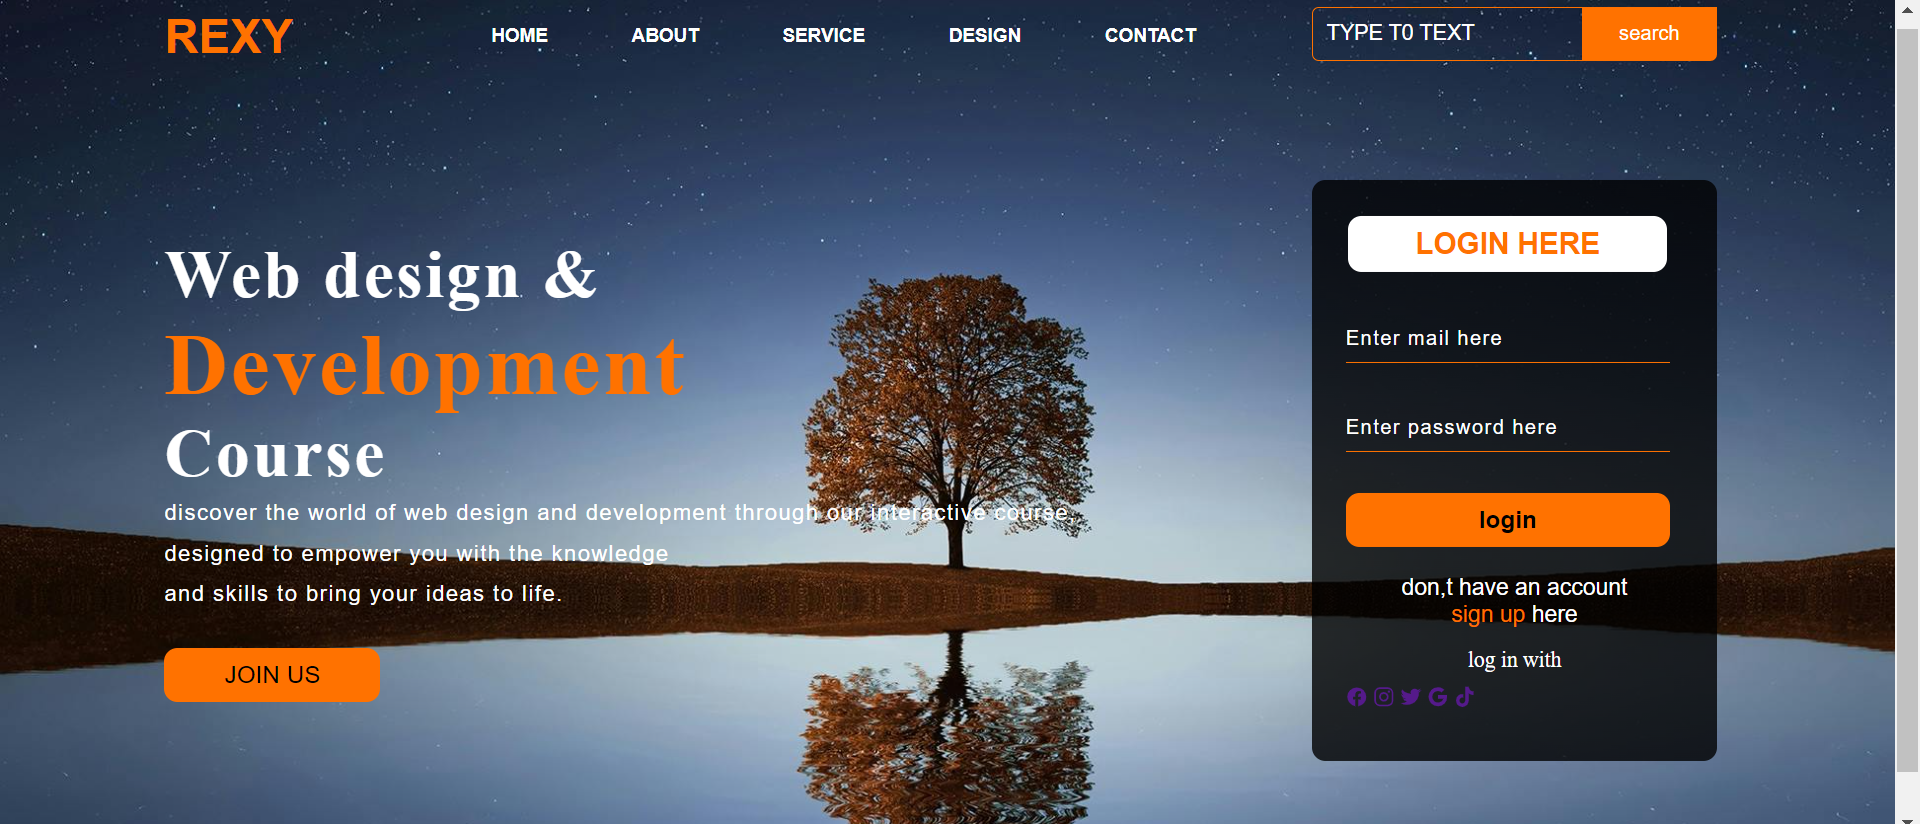 REXY
HOME
ABOUT
SERVICE
DESIGN
CONTACT
TYPE T0 TEXT
search
Web design &
Development
Course
discover the world of web design and development through our interactive course,
designed to empower you with the knowledge
and skills to bring your ideas to life.
JOIN US
LOGIN HERE
Enter mail here
Enter password here
login
don,t have an account
sign up here
log in with